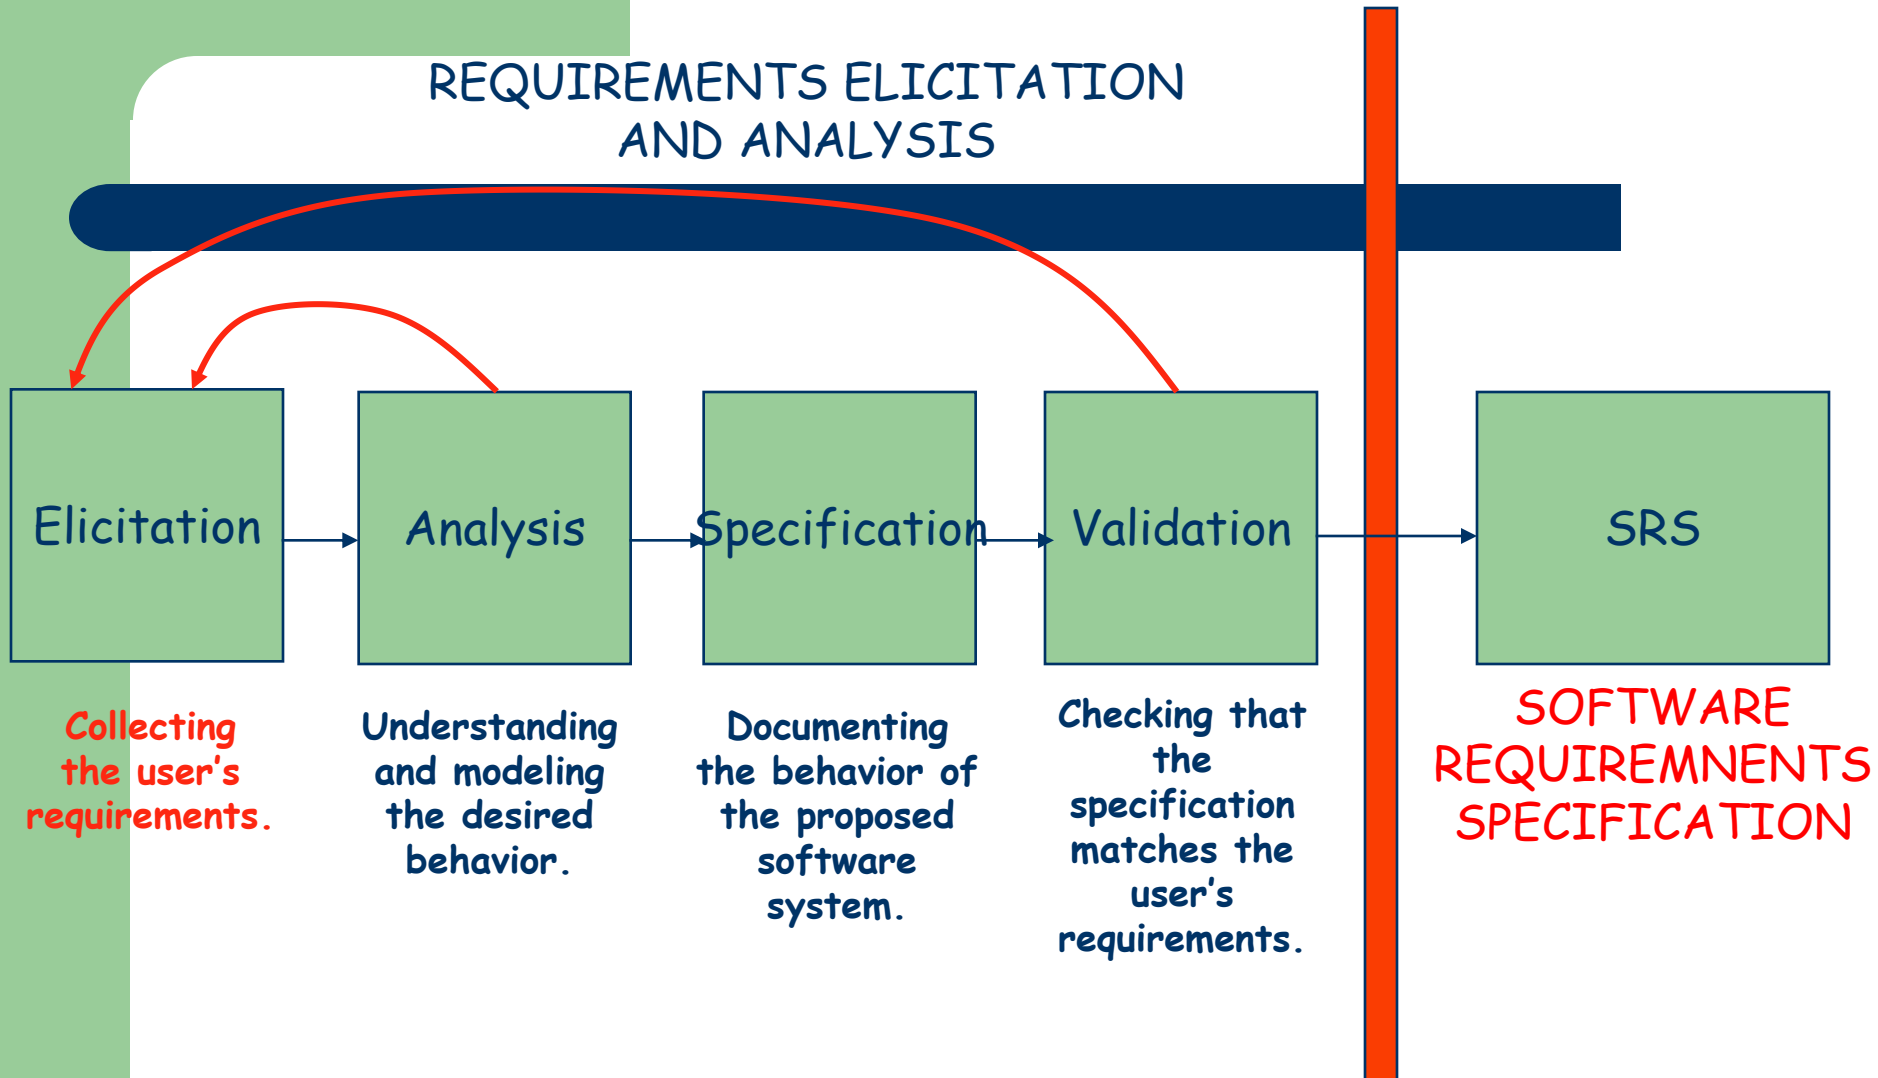 REQUIREMENTS ELICITATION
AND ANALYSIS
Elicitation
Analysis
Specification
Validation
SRS
Collecting
the user's
requirements.
Understanding
and modeling
the desired
behavior.
Documenting
the behavior of
the proposed
software
system.
Checking that
the
specification
matches the
user's
requirements.
SOFTWARE
REQUIREMNENTS
SPECIFICATION